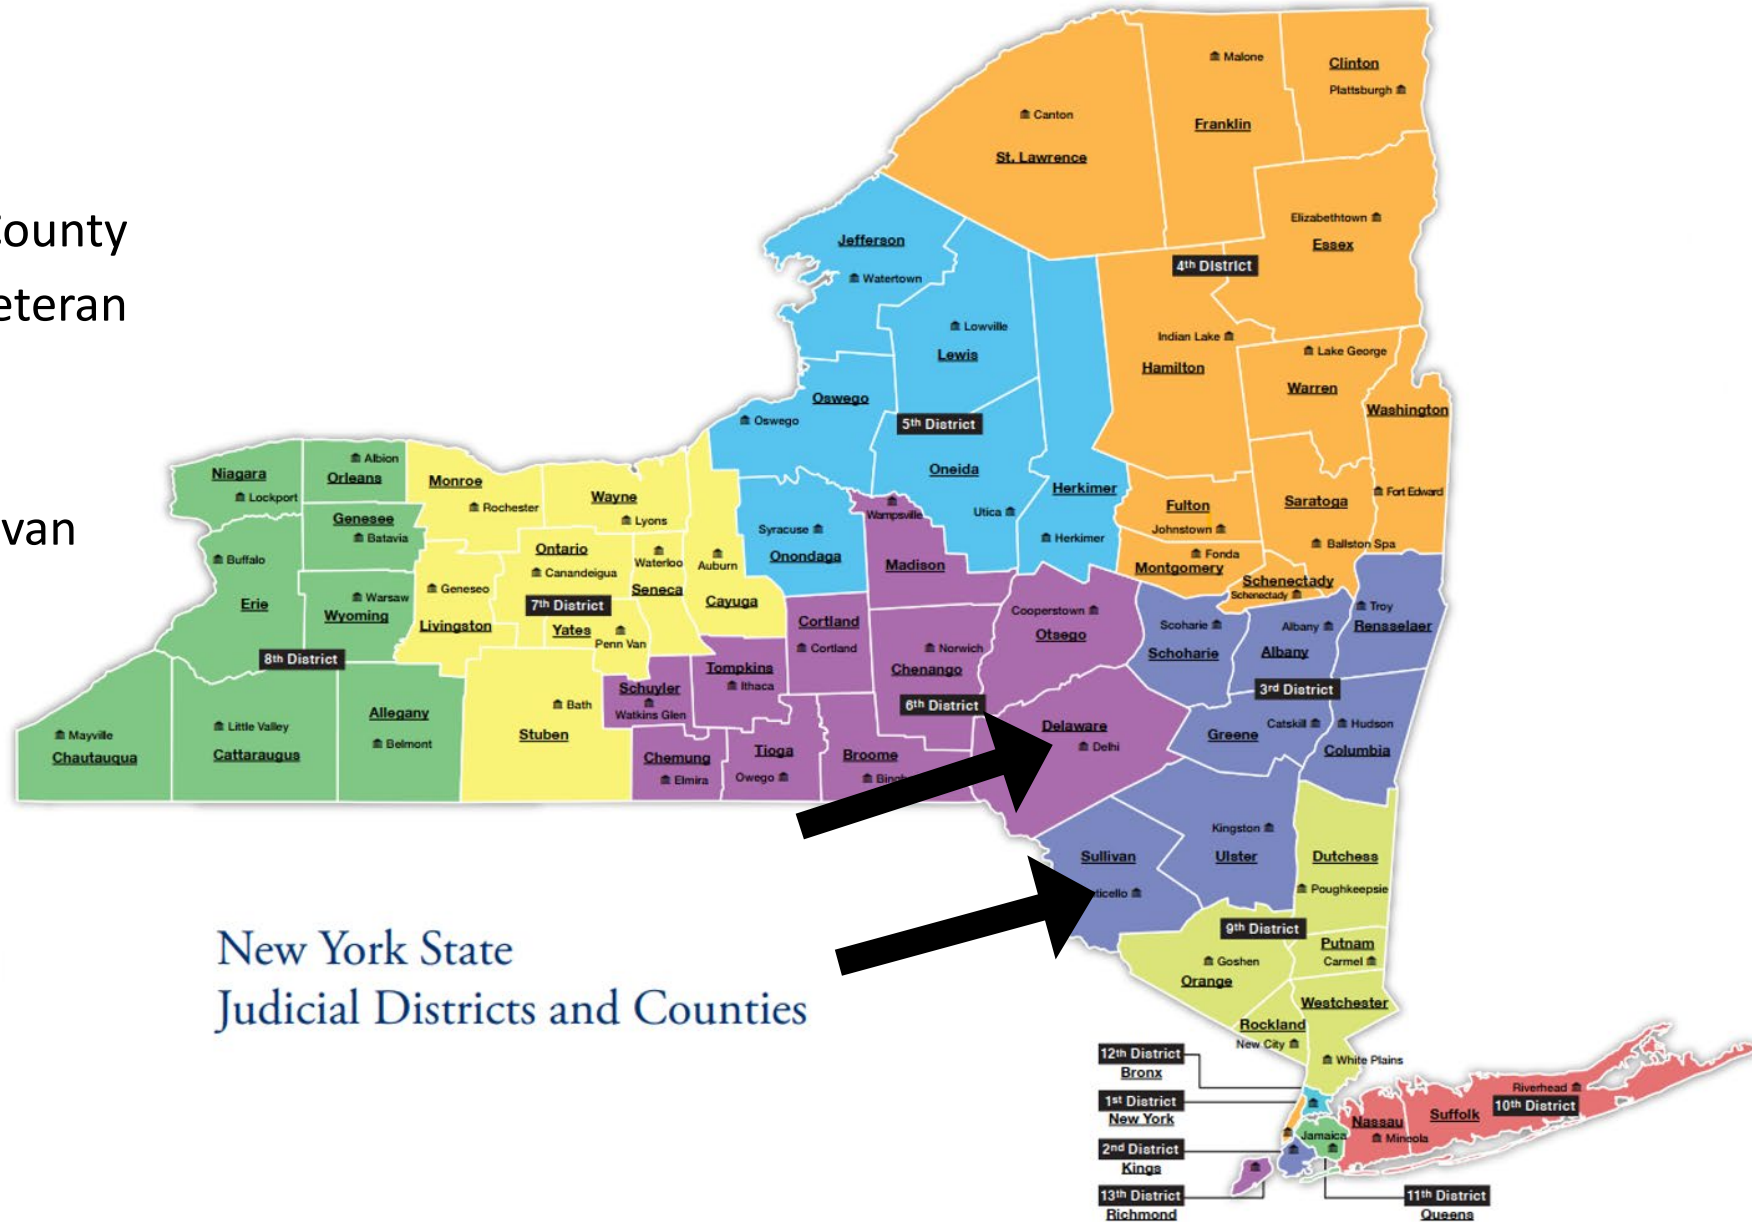 County
eteran
van
New York State
Judicial Districts and Counties
Malone
Clinton
Plattsburgh
Canton
Franklin
St. Lawrence
Elizabethtown
Essex
Jefferson
Watertown
4th District
Lowville
Lewis
Indian Lake
Hamilton
Lake George
Warren
Washington
Oswego
Oswego
5th District
Oneida
Herkimer
Utica
Herkimer
Fulton
Johnstown
Saratoga
Fort Edward
Ballston Spa
Fonda
Montgomery
Schenectady
Schenectady
Niagara
Lockport
Albion
Orleans
Genesee
Batavia
Buffalo
Erie
Warsaw
Wyoming
8th District
Mayville
Chautauqua
Little Valley
Cattaraugus
Allegany
Belmont
Monroe
Rochester
Wayne
Lyons
Ontario
Canandaigua
Waterloo
Seneca
Auburn
Cayuga
Geneseo
Livingston
7th District
Yates
Penn Van
Bath
Stuben
Syracuse
Onondaga
Wampsville
Madison
Cortland
Cortland
Norwich
Chenango
Cooperstown
Otsego
Tompkins
Ithaca
Schuyler
Watkins Glen
6th District
Delaware
Delhi
Chemung
Elmira
Tioga
Owego
Broome
Bingh
Scoharie
Schoharie
Albany
Albany
Troy
Rensselaer
3rd District
Greene
Catskill
Hudson
Columbia
Kingston
Ulster
Sullivan
ticello
Dutchess
Poughkeepsie
9th District
Goshen
Orange
Putnam
Carmel
Westchester
Rockland
New City
White Plains
12th District
Bronx
1st District
New York
2nd District
Kings
13th District
Richmond
Jamaica
11th District
Queens
Nassau
Mineola
Suffolk
Riverhead
10th District